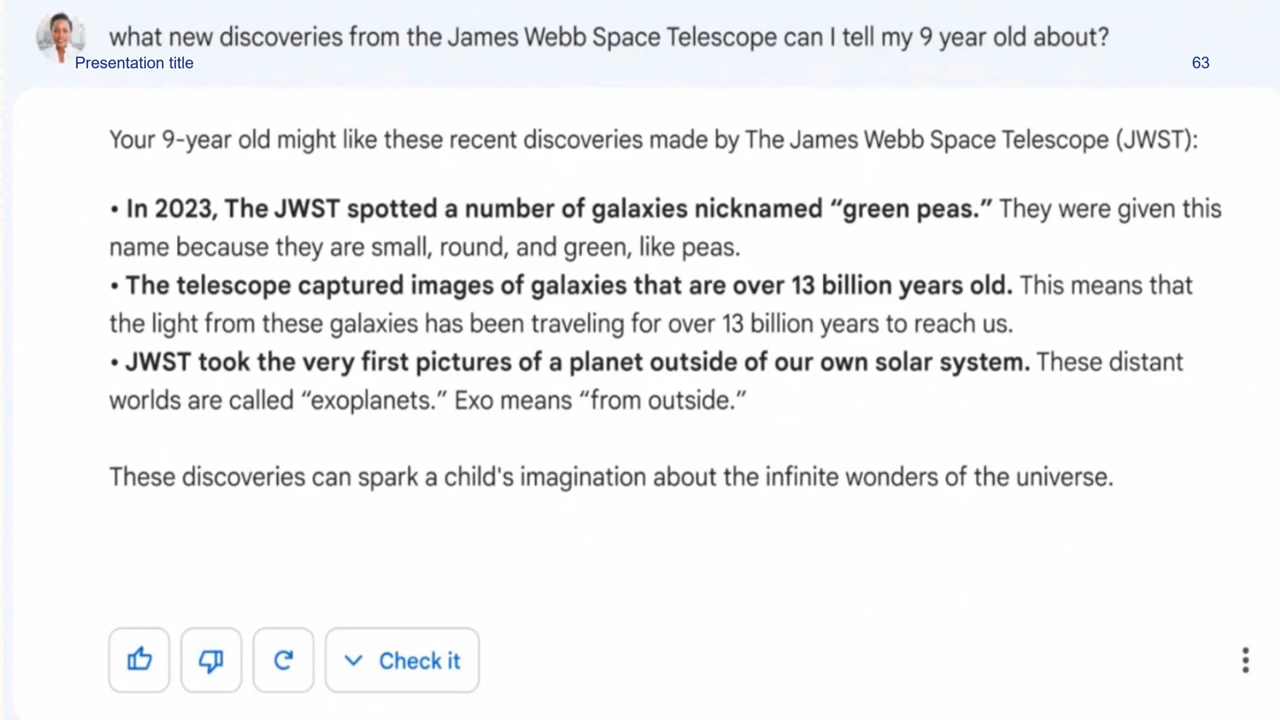 what new discoveries from the James Webb Space Telescope can I tell my 9 year old about?
Presentation title
63
Your 9-year old might like these recent discoveries made by The James Webb Space Telescope (JWST):
• In 2023, The JWST spotted a number of galaxies nicknamed “green peas.” They were given this
name because they are small, round, and green, like peas.
• The telescope captured images of galaxies that are over 13 billion years old. This means that
the light from these galaxies has been traveling for over 13 billion years to reach us.
• JWST took the very first pictures of a planet outside of our own solar system. These distant
worlds are called “exoplanets.” Exo means “from outside.”
These discoveries can spark a child's imagination about the infinite wonders of the universe.
Check it